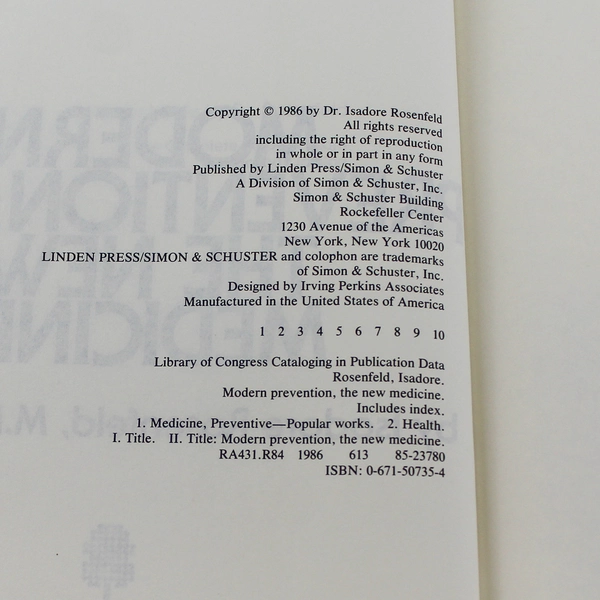 Copyright © 1986 by Dr. Isadore Rosenfeld
All rights reserved
including the right of reproduction
in whole or in part in any form
Published by Linden Press/Simon & Schuster
A Division of Simon & Schuster, Inc.
Simon & Schuster Building
Rockefeller Center
1230 Avenue of the Americas
New York, New York 10020
LINDEN PRESS/SIMON & SCHUSTER and colophon are trademarks
of Simon & Schuster, Inc.
Designed by Irving Perkins Associates
Manufactured in the United States of America
1 2 3 4 5 6 7 8 9 10
Library of Congress Cataloging in Publication Data
Rosenfeld, Isadore.
Modern prevention, the new medicine.
Includes index.
1. Medicine, Preventive—Popular works. 2. Health.
I. Title. II. Title: Modern prevention, the new medicine.
RA431.R84 1986 613 85-23780
ISBN: 0-671-50735-4